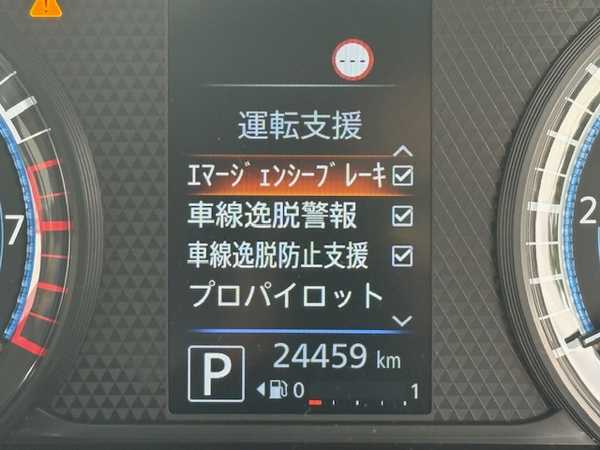 ---
運転支援
エマージェンシーブレーキ
車線逸脱警報
車線逸脱防止支援
プロパイロット
7
2
P
24459 km
0
1